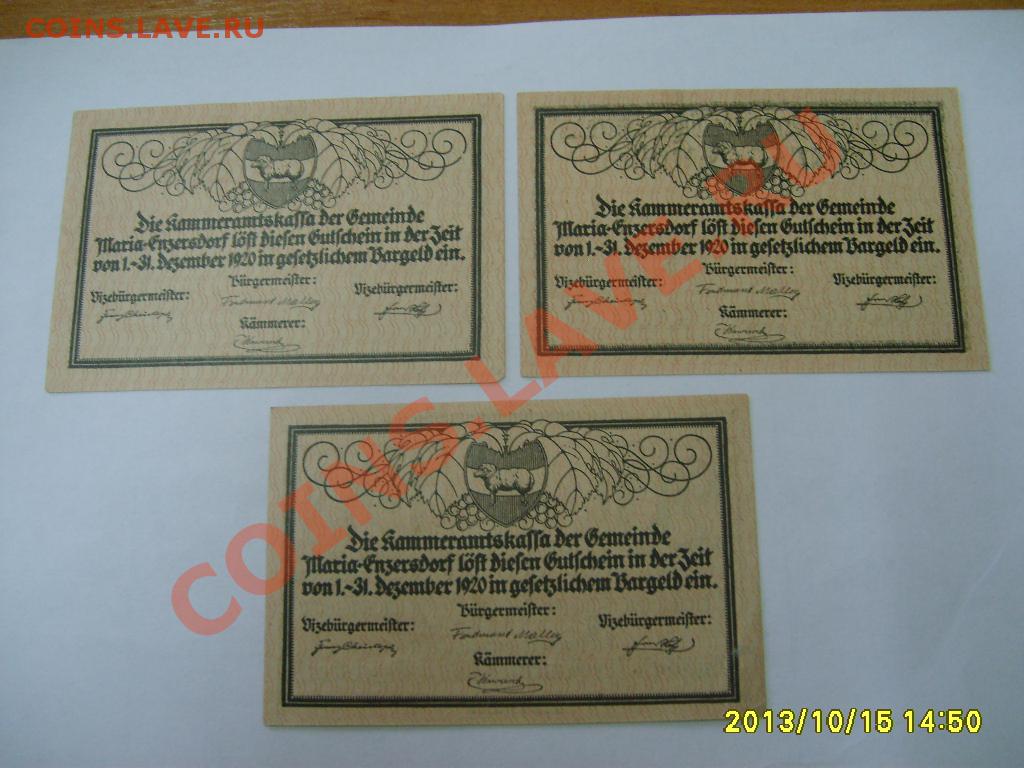 COINS.LAVE.RU
Die Kammeramtskassa der Gemeinde
Maria-Enzersdorf löst diesen Gutschein in der Zeit
von 1.-31. Dezember 1920 in gesetzlichem Bargeld ein.
Bürgermeister:
Vizebürgermeister:
Vizebürgermeister:
Kämmerer:
Die Kammeramtskassa der Gemeinde
Maria-Enzersdorf löst diesen Gutschein in der Zeit
von 1.-31. Dezember 1920 in gesetzlichem Bargeld ein.
Bürgermeister:
Vizebürgermeister:
Vizebürgermeister:
Kämmerer:
Die Kammeramtskassa der Gemeinde
Maria-Enzersdorf löst diesen Gutschein in der Zeit
von 1.-31. Dezember 1920 in gesetzlichem Bargeld ein.
Bürgermeister:
Vizebürgermeister:
Vizebürgermeister:
Kämmerer:
COINS.LAVE.RU
2013/10/15 14:50